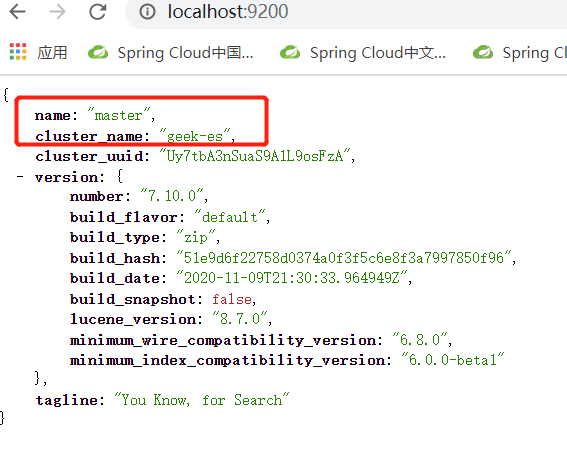 localhost:9200
应用 Spring Cloud中国... Spring Cloud中文... Spring Cl
{
name: "master",
cluster_name: "geek-es",
cluster_uuid: "Uy7tbA3nSuaS9A1L9osFzA",
- version: {
number: "7.10.0",
build_flavor: "default",
build_type: "zip",
build_hash: "51e9d6f22758d0374a0f3f5c6e8f3a7997850f96",
build_date: "2020-11-09T21:30:33.964949Z",
build_snapshot: false,
lucene_version: "8.7.0",
minimum_wire_compatibility_version: "6.8.0",
minimum_index_compatibility_version: "6.0.0-beta1"
},
tagline: "You Know, for Search"
}